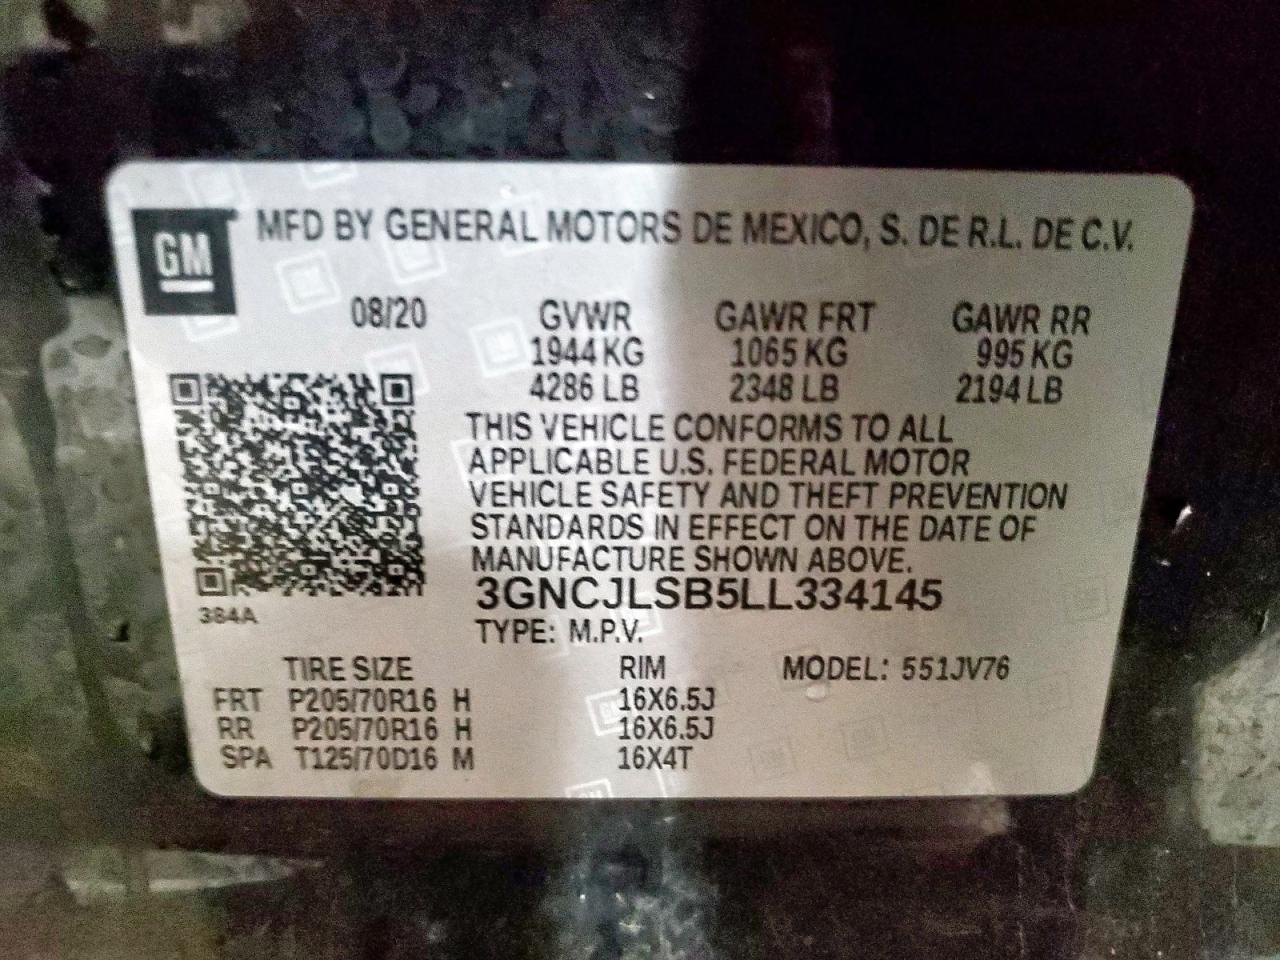 GM MFD BY GENERAL MOTORS DE MEXICO, S. DE R.L. DE C.V.
08/20 GVWR GAWR FRT GAWR RR
1944 KG 1065 KG 995 KG
4286 LB 2348 LB 2194 LB
THIS VEHICLE CONFORMS TO ALL
APPLICABLE U.S. FEDERAL MOTOR
VEHICLE SAFETY AND THEFT PREVENTION
STANDARDS IN EFFECT ON THE DATE OF
MANUFACTURE SHOWN ABOVE.
3GNCJLSB5LL334145
384A
TYPE: M.P.V.
TIRE SIZE RIM MODEL: 551JV76
FRT P205/70R16 H 16X6.5J
RR P205/70R16 H 16X6.5J
SPA T125/70D16 M 16X4T